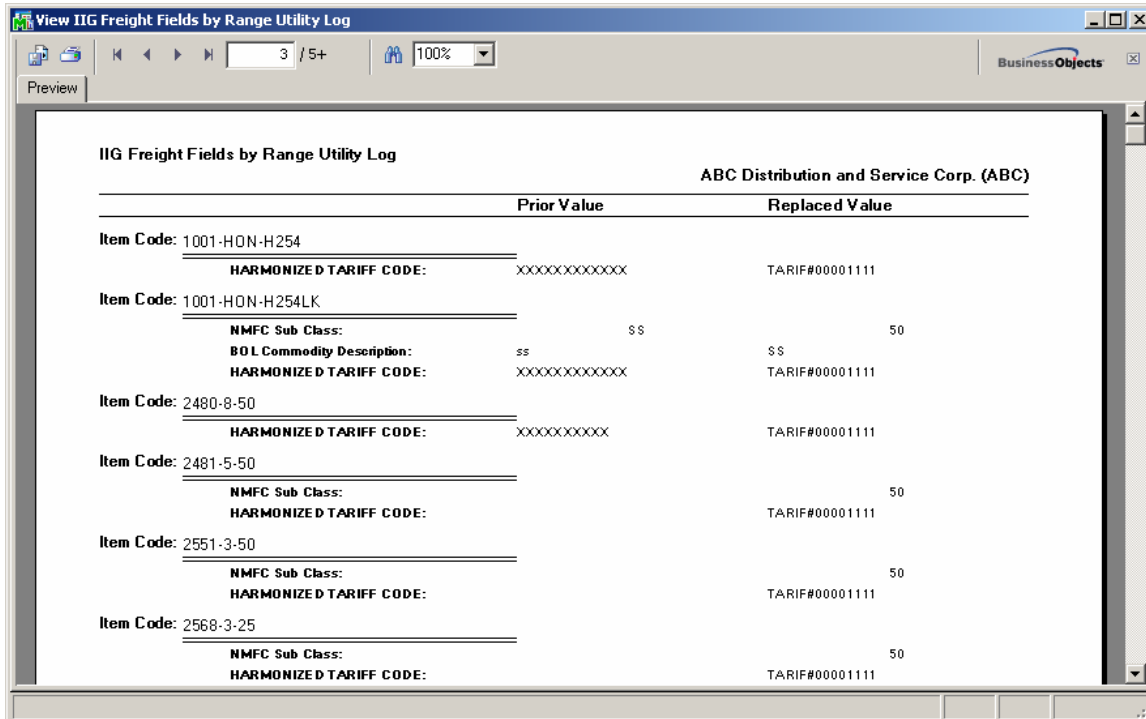 View IIG Freight Fields by Range Utility Log
3 / 5+ 100% BusinessObjects
Preview
IIG Freight Fields by Range Utility Log
ABC Distribution and Service Corp. (ABC)
Prior Value Replaced Value
Item Code: 1001-HON-H254
HARMONIZED TARIFF CODE: XXXXXXXXXXXX TARIF#00001111
Item Code: 1001-HON-H254LK
NMFC Sub Class: SS 50
BOL Commodity Description: ss SS
HARMONIZED TARIFF CODE: XXXXXXXXXXXX TARIF#00001111
Item Code: 2480-8-50
HARMONIZED TARIFF CODE: XXXXXXXXXX TARIF#00001111
Item Code: 2481-5-50
NMFC Sub Class: 50
HARMONIZED TARIFF CODE: TARIF#00001111
Item Code: 2551-3-50
NMFC Sub Class: 50
HARMONIZED TARIFF CODE: TARIF#00001111
Item Code: 2568-3-25
NMFC Sub Class: 50
HARMONIZED TARIFF CODE: TARIF#00001111